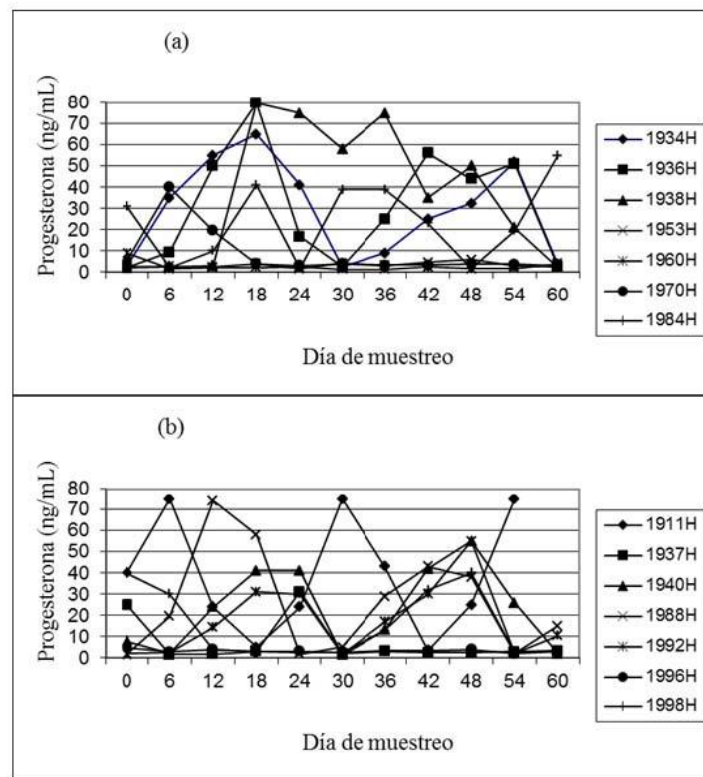 (a)
Progesterona (ng/mL)
80
70
60
50
40
30
20
10
0
0 6 12 18 24 30 36 42 48 54 60
Día de muestreo
1934H
1936H
1938H
1953H
1960H
1970H
1984H
(b)
Progesterona (ng/mL)
80
70
60
50
40
30
20
10
0
0 6 12 18 24 30 36 42 48 54 60
Día de muestreo
1911H
1937H
1940H
1988H
1992H
1996H
1998H